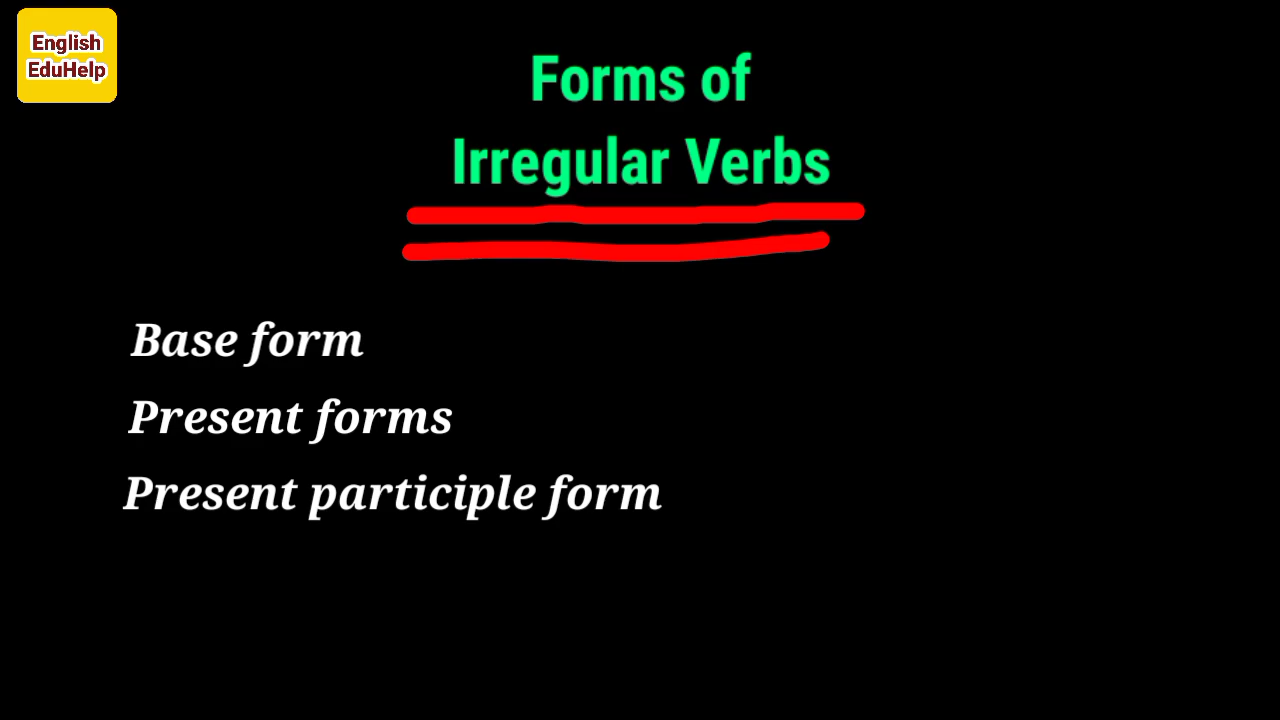 English
EduHelp
Forms of
Irregular Verbs
Base form
Present forms
Present participle form